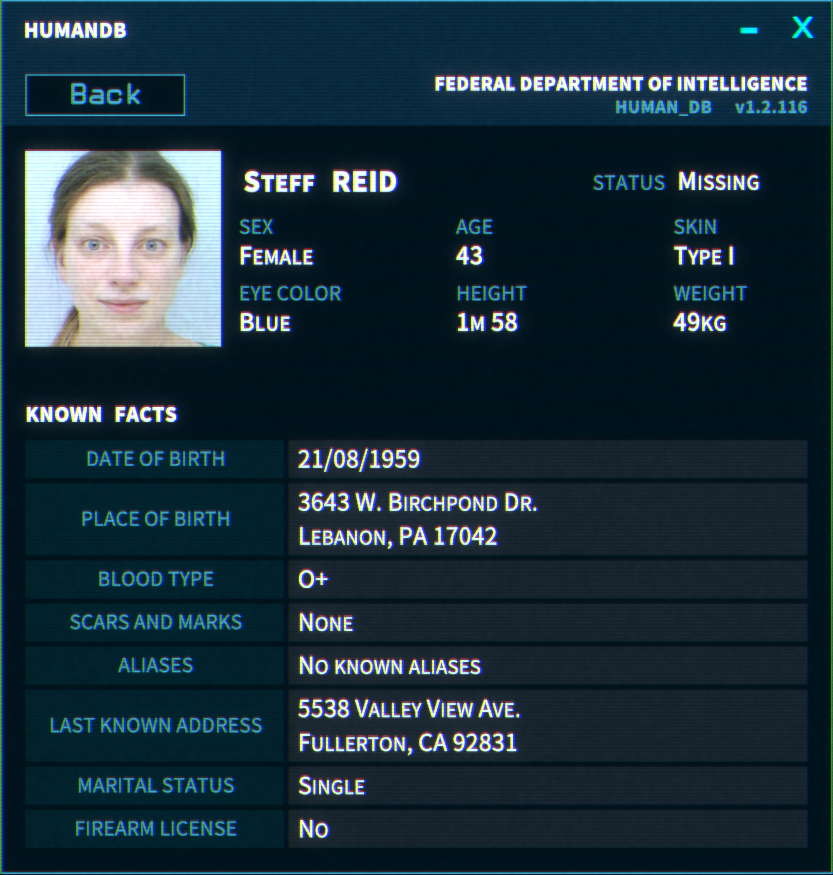 HUMANDB
Back
FEDERAL DEPARTMENT OF INTELLIGENCE
HUMAN_DB v1.2.116
STEFF REID
STATUS MISSING
SEX AGE SKIN
FEMALE 43 TYPE I
EYE COLOR HEIGHT WEIGHT
BLUE 1M 58 49KG
KNOWN FACTS
DATE OF BIRTH 21/08/1959
PLACE OF BIRTH 3643 W. BIRCHPOND DR.
LEBANON, PA 17042
BLOOD TYPE O+
SCARS AND MARKS NONE
ALIASES NO KNOWN ALIASES
LAST KNOWN ADDRESS 5538 VALLEY VIEW AVE.
FULLERTON, CA 92831
MARITAL STATUS SINGLE
FIREARM LICENSE NO